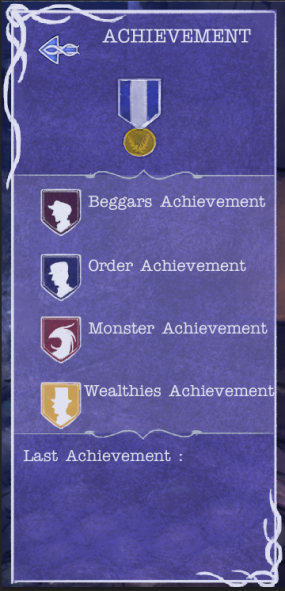 ACHIEVEMENT
Beggars Achievement
Order Achievement
Monster Achievement
Wealthies Achievement
Last Achievement :